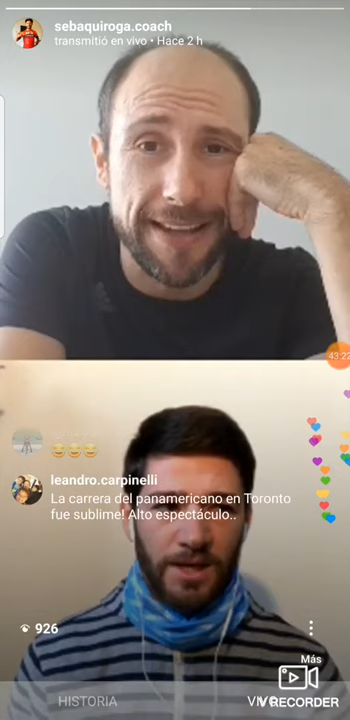 sebaquiroga.coach
transmitió en vivo • Hace 2 h
43:22
leandro.carpinelli
La carrera del panamericano en Toronto
fue sublime! Alto espectáculo..
926
Más
HISTORIA
VIVO
V RECORDER